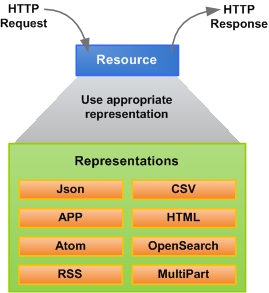 HTTP Request
HTTP Response
Resource
Use appropriate
representation
Representations
Json
CSV
APP
HTML
Atom
OpenSearch
RSS
MultiPart